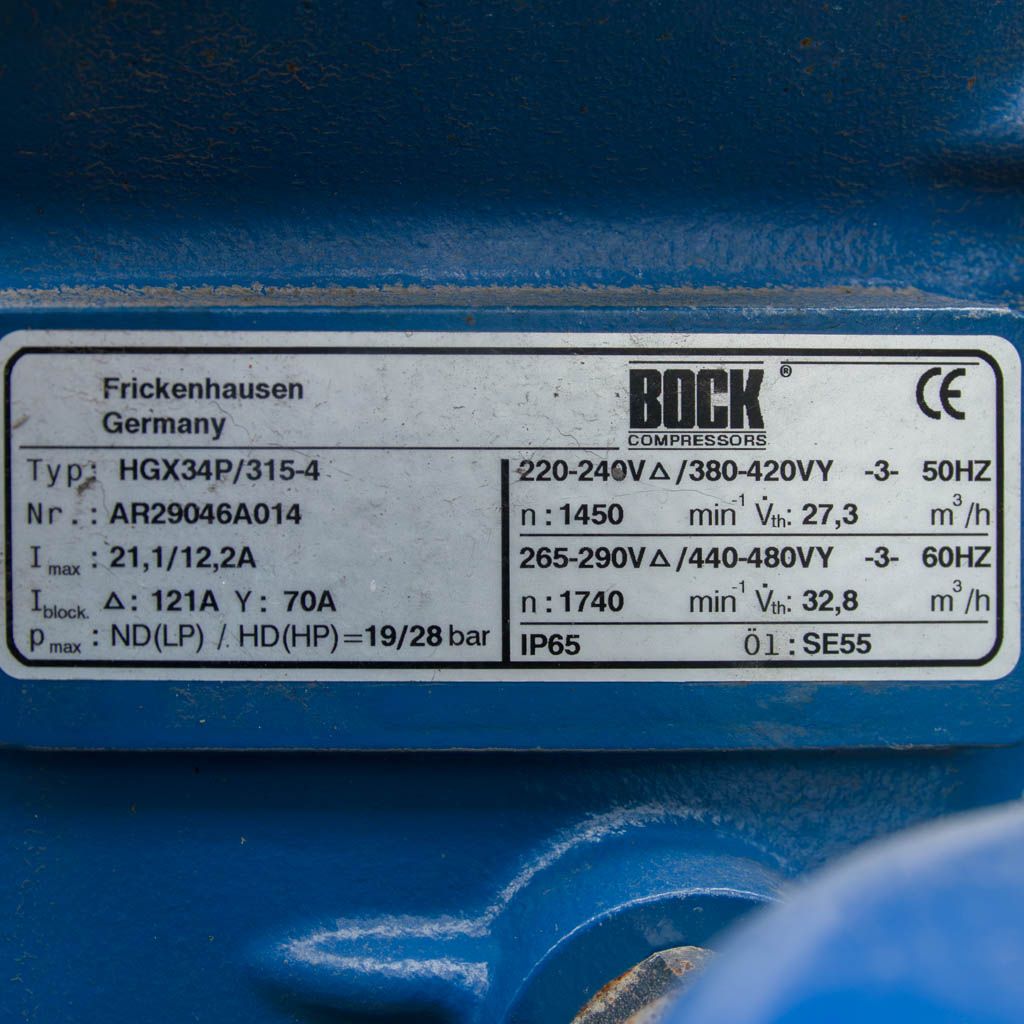 Frickenhausen
Germany
BOCK®
COMPRESSORS
CE
Typ: HGX34P/315-4
Nr.: AR29046A014
Imax : 21,1/12,2A
Iblock. Δ: 121A Y: 70A
pmax : ND(LP) / HD(HP)=19/28 bar
220-240VΔ/380-420VY -3- 50HZ
n:1450 min⁻¹ V̇th: 27,3 m³/h
265-290VΔ/440-480VY -3- 60HZ
n:1740 min⁻¹ V̇th: 32,8 m³/h
IP65 Öl:SE55